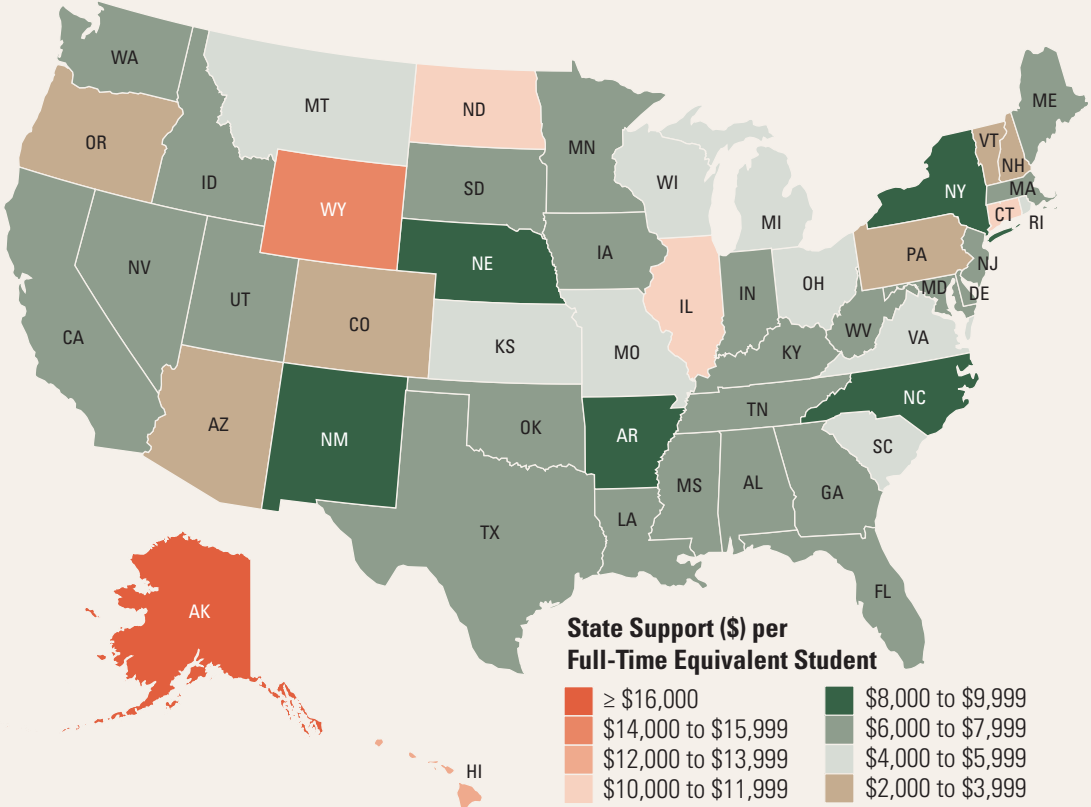 WA
MT
ND
ME
OR
MN
VT
NH
ID
SD
WI
NY
MA
WY
MI
CT
RI
NE
IA
PA
NV
NJ
UT
IL
IN
OH
MD
DE
CO
CA
KS
MO
WV
VA
KY
AZ
NM
OK
AR
TN
NC
SC
MS
AL
GA
LA
TX
FL
AK
HI
State Support ($) per
Full-Time Equivalent Student
≥ $16,000
$14,000 to $15,999
$12,000 to $13,999
$10,000 to $11,999
$8,000 to $9,999
$6,000 to $7,999
$4,000 to $5,999
$2,000 to $3,999